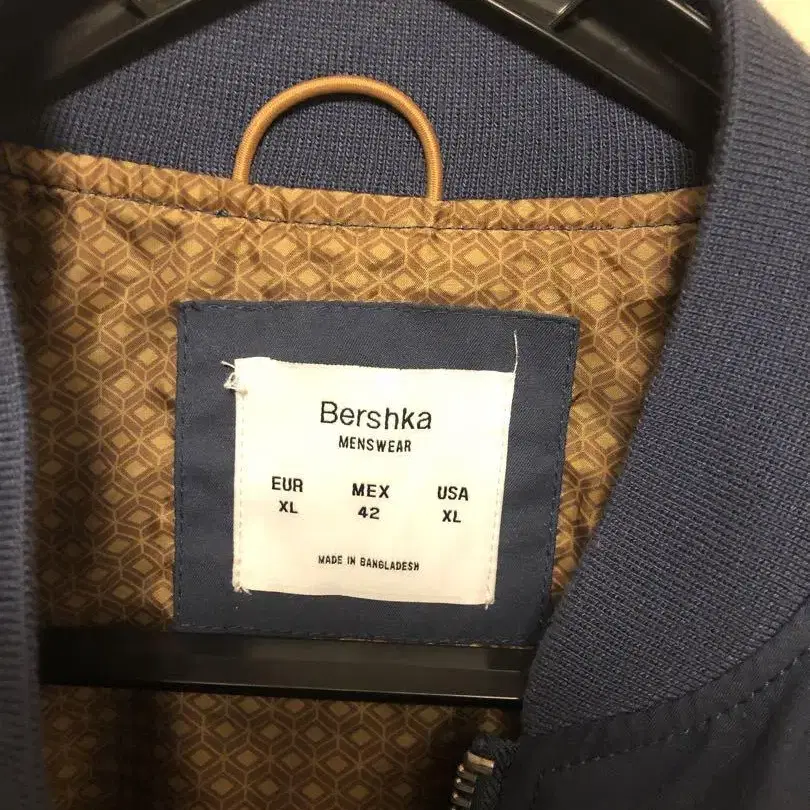 Bershka
MENSWEAR
EUR MEX USA
XL 42 XL
MADE IN BANGLADESH